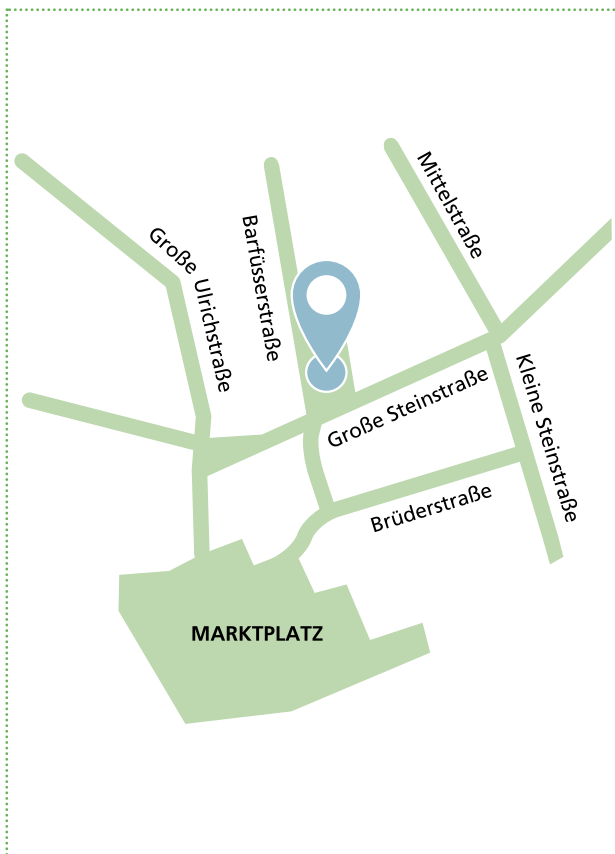 Mittelstraße
Große Ulrichstraße
Barfüsserstraße
Große Steinstraße
Kleine Steinstraße
Brüderstraße
MARKTPLATZ